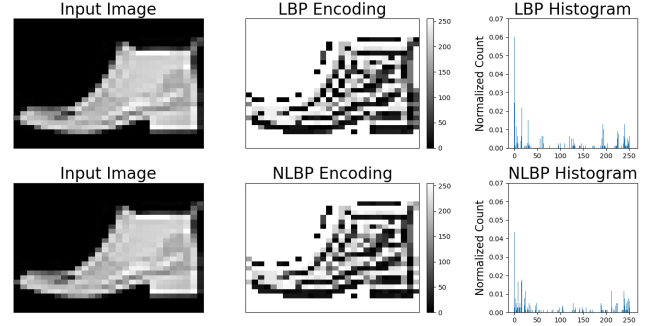 Input Image
LBP Encoding
LBP Histogram
250
200
150
100
50
0
Normalized Count
0.07
0.06
0.05
0.04
0.03
0.02
0.01
0.00
0 50 100 150 200 250
Input Image
NLBP Encoding
NLBP Histogram
250
200
150
100
50
0
Normalized Count
0.07
0.06
0.05
0.04
0.03
0.02
0.01
0.00
0 50 100 150 200 250